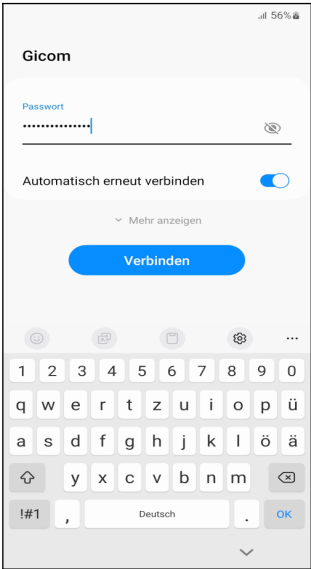 56%
Gicom
Passwort
•••••••••••••••
Automatisch erneut verbinden
Mehr anzeigen
Verbinden
1 2 3 4 5 6 7 8 9 0
q w e r t z u i o p ü
a s d f g h j k l ö ä
y x c v b n m
!#1 , Deutsch . OK